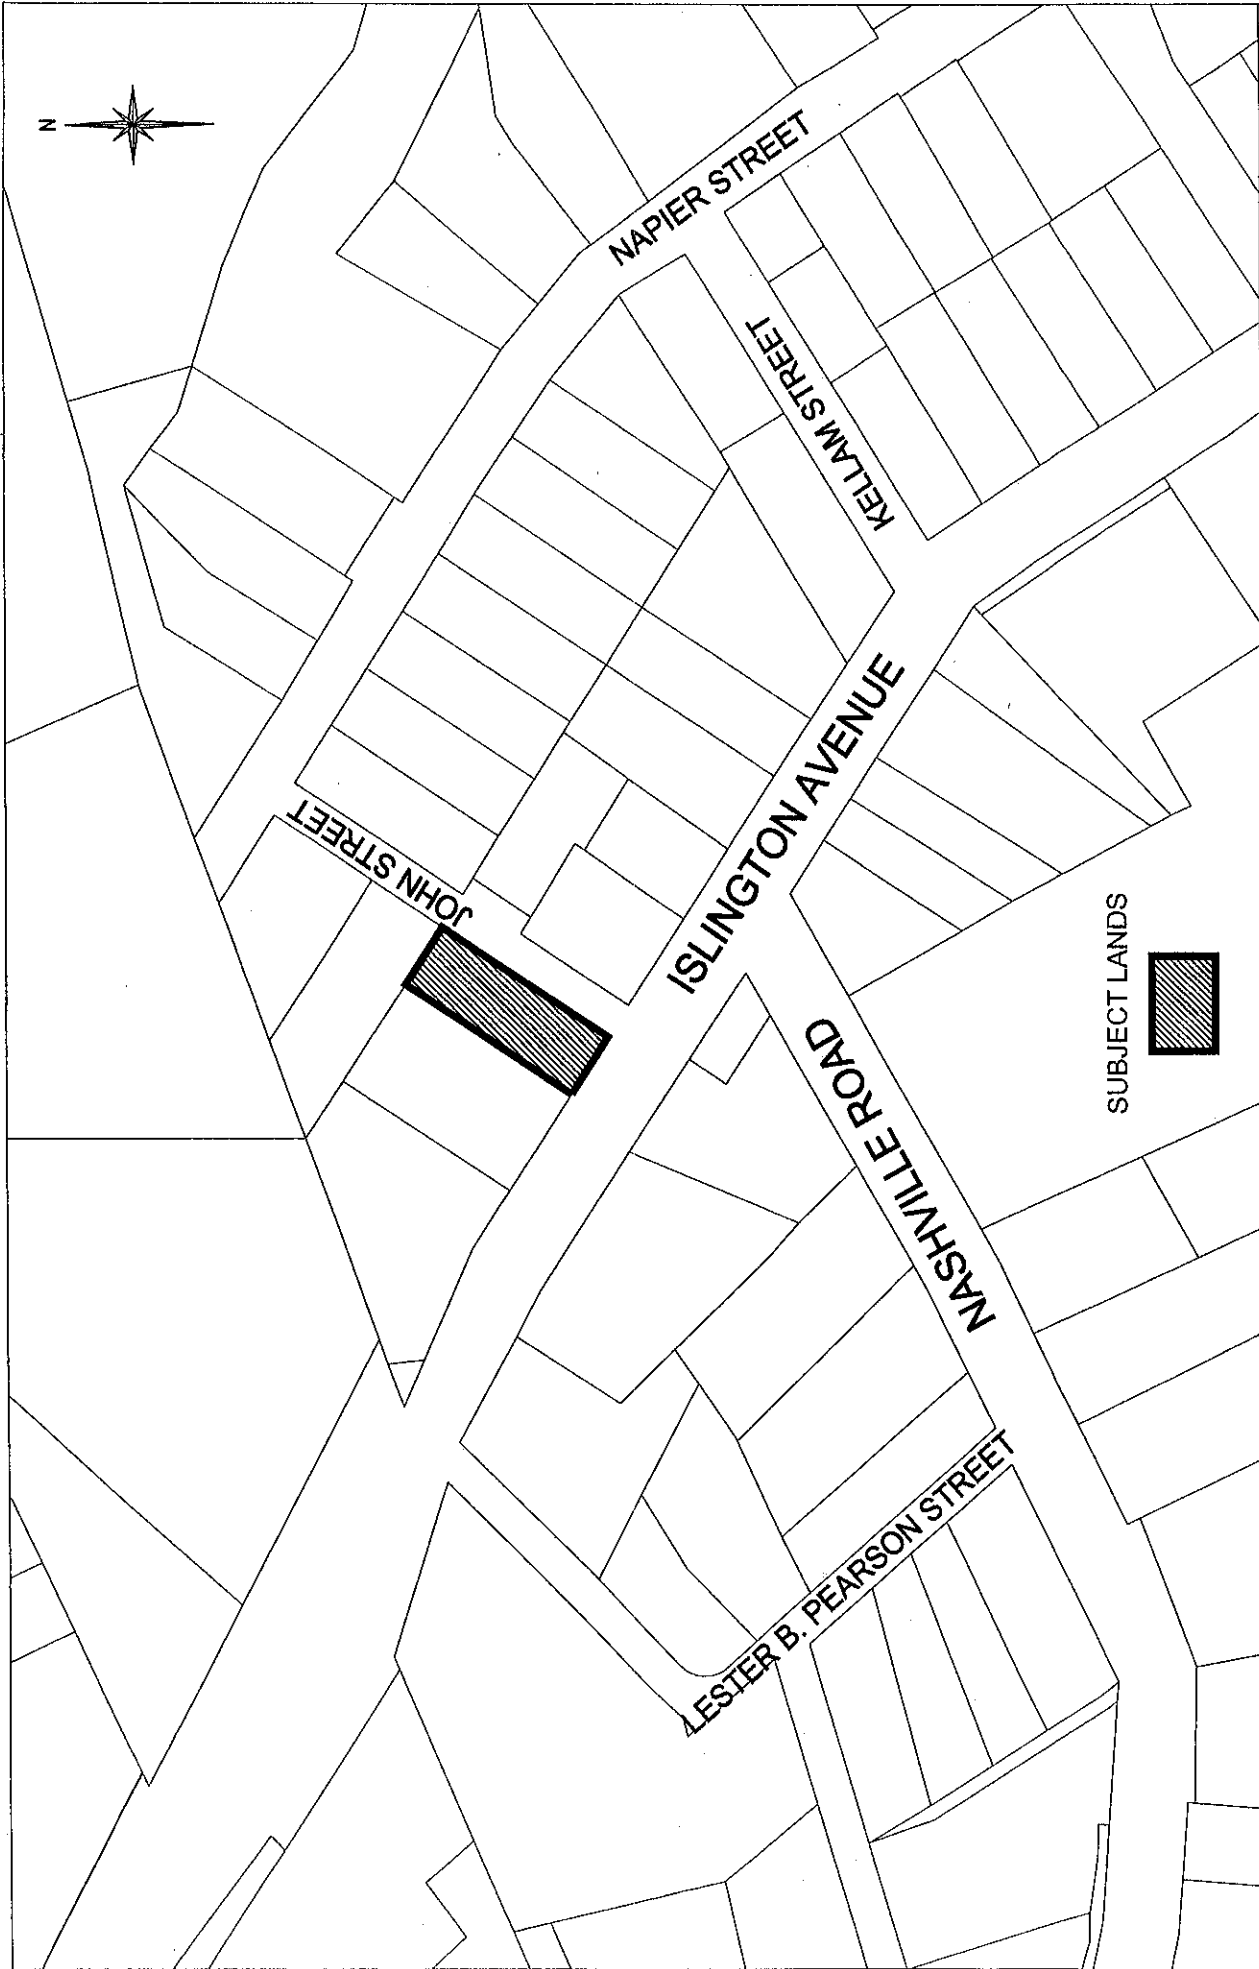 N
NAPIER STREET
KELLAM STREET
JOHN STREET
ISLINGTON AVENUE
NASHVILLE ROAD
LESTER B. PEARSON STREET
SUBJECT LANDS